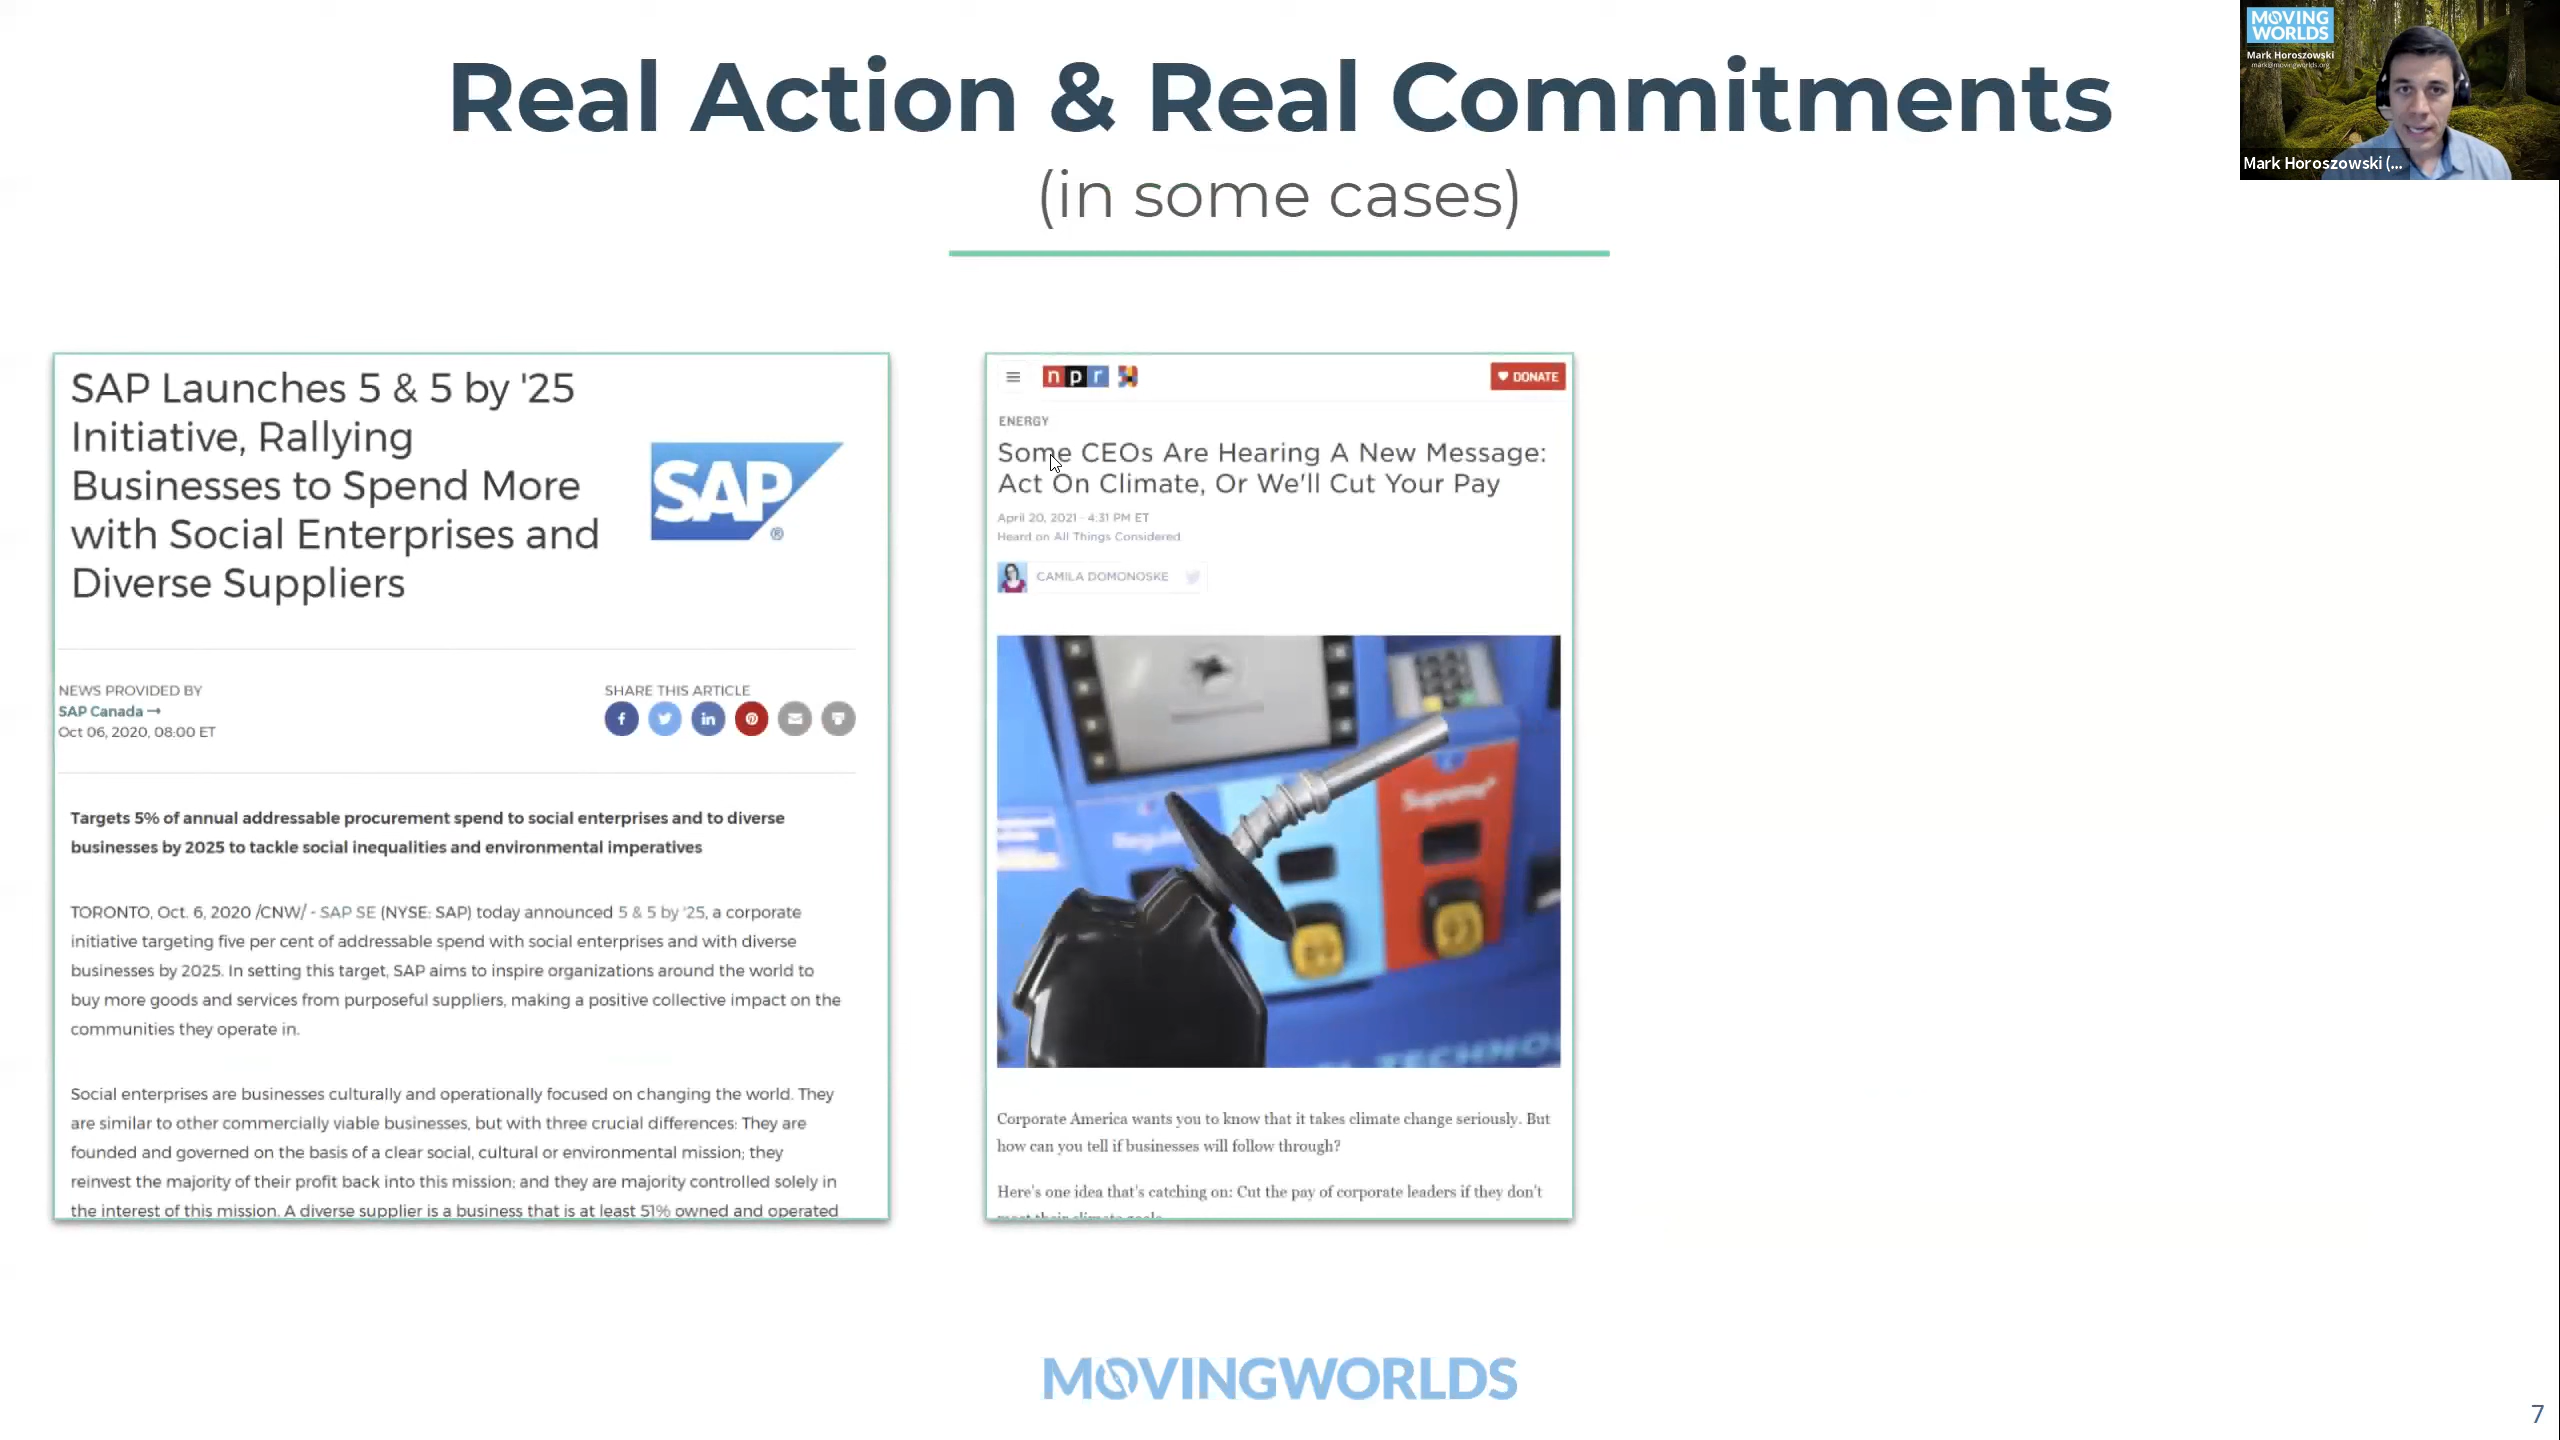 Real Action & Real Commitments
(in some cases)
MOVING
WORLDS
Mark Horoszowski
mark@movingworlds.org
Mark Horoszowski (...
SAP Launches 5 & 5 by '25
Initiative, Rallying
Businesses to Spend More
with Social Enterprises and
Diverse Suppliers
SAP ®
NEWS PROVIDED BY
SAP Canada →
Oct 06, 2020, 08:00 ET
SHARE THIS ARTICLE
Targets 5% of annual addressable procurement spend to social enterprises and to diverse
businesses by 2025 to tackle social inequalities and environmental imperatives
TORONTO, Oct. 6, 2020 /CNW/ - SAP SE (NYSE: SAP) today announced 5 & 5 by '25, a corporate
initiative targeting five per cent of addressable spend with social enterprises and with diverse
businesses by 2025. In setting this target, SAP aims to inspire organizations around the world to
buy more goods and services from purposeful suppliers, making a positive collective impact on the
communities they operate in.
Social enterprises are businesses culturally and operationally focused on changing the world. They
are similar to other commercially viable businesses, but with three crucial differences: They are
founded and governed on the basis of a clear social, cultural or environmental mission; they
reinvest the majority of their profit back into this mission; and they are majority controlled solely in
the interest of this mission. A diverse supplier is a business that is at least 51% owned and operated
npr
DONATE
ENERGY
Some CEOs Are Hearing A New Message:
Act On Climate, Or We'll Cut Your Pay
April 20, 2021 · 4:31 PM ET
Heard on All Things Considered
CAMILA DOMONOSKE
Supreme+
Regular
TECHNO
Corporate America wants you to know that it takes climate change seriously. But
how can you tell if businesses will follow through?
Here's one idea that's catching on: Cut the pay of corporate leaders if they don't
meet their climate goals.
MOVINGWORLDS
7